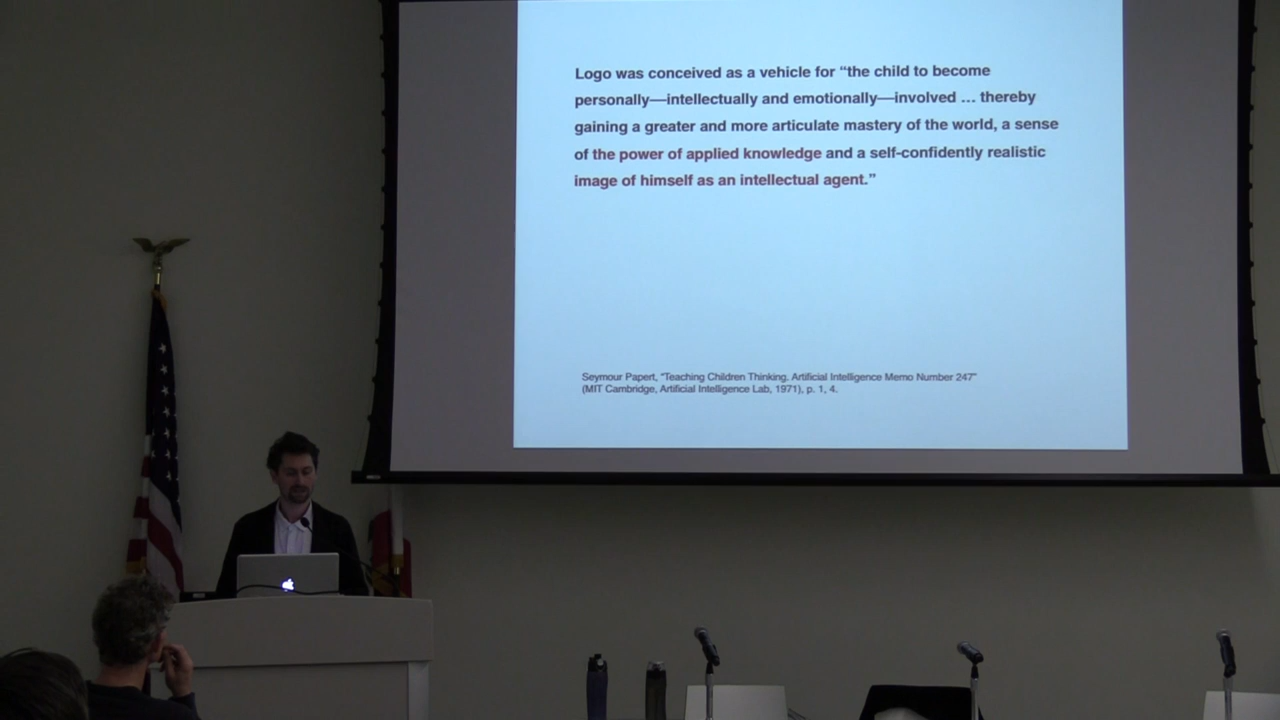 Logo was conceived as a vehicle for “the child to become
personally—intellectually and emotionally—involved … thereby
gaining a greater and more articulate mastery of the world, a sense
of the power of applied knowledge and a self-confidently realistic
image of himself as an intellectual agent.”
Seymour Papert, “Teaching Children Thinking. Artificial Intelligence Memo Number 247”
(MIT Cambridge, Artificial Intelligence Lab, 1971), p. 1, 4.